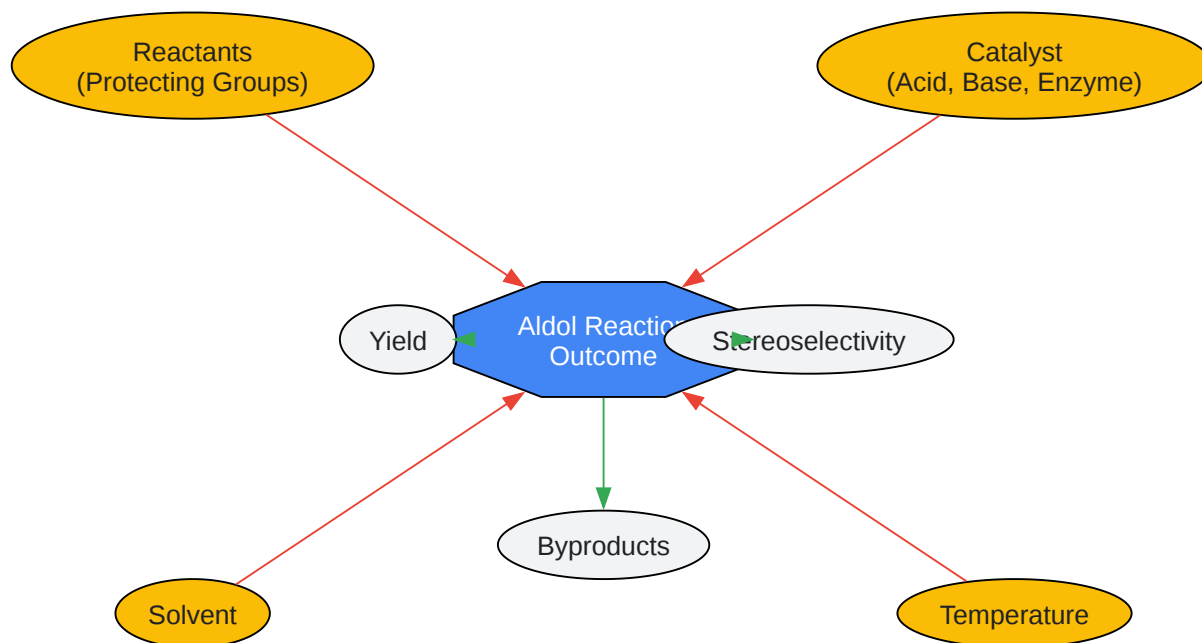 Reactants
(Protecting Groups)
Catalyst
(Acid, Base, Enzyme)
Yield
Aldol Reaction
Outcome
Stereoselectivity
Byproducts
Solvent
Temperature